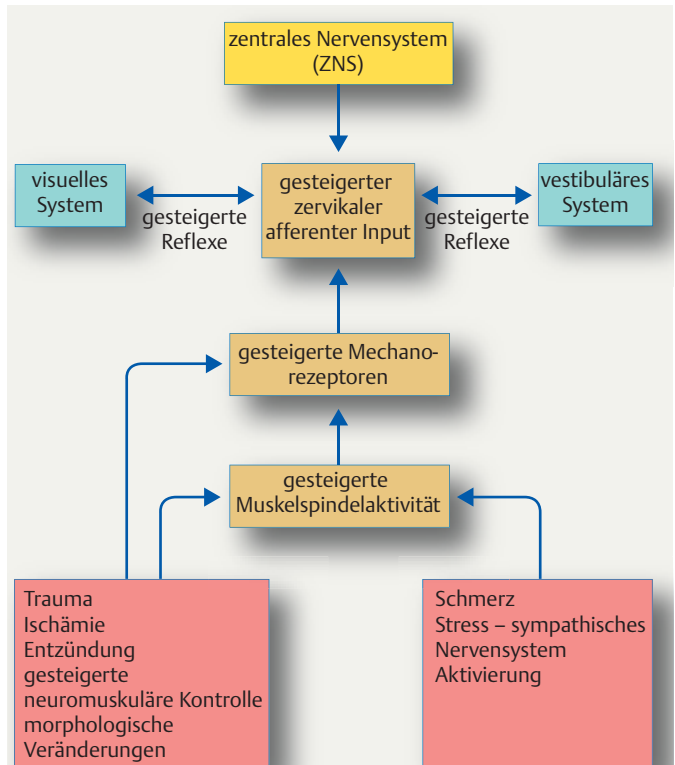 zentrales Nervensystem
(ZNS)
visuelles
System
gesteigerte
Reflexe
gesteigerter
zervikaler
afferenter Input
gesteigerte
Reflexe
vestibuläres
System
gesteigerte Mechano-
rezeptoren
gesteigerte
Muskelspindelaktivität
Trauma
Ischämie
Entzündung
gesteigerte
neuromuskuläre Kontrolle
morphologische
Veränderungen
Schmerz
Stress – sympathisches
Nervensystem
Aktivierung